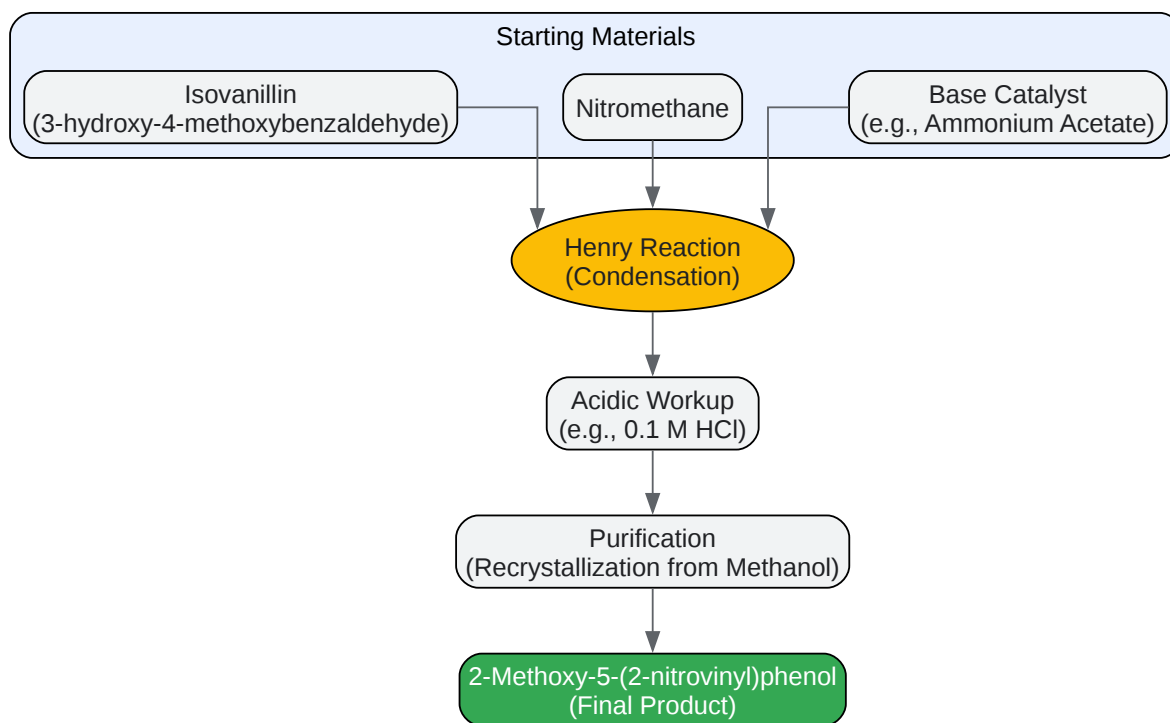 Starting Materials
Isovanillin
(3-hydroxy-4-methoxybenzaldehyde)
Nitromethane
Base Catalyst
(e.g., Ammonium Acetate)
Henry Reaction
(Condensation)
Acidic Workup
(e.g., 0.1 M HCl)
Purification
(Recrystallization from Methanol)
2-Methoxy-5-(2-nitrovinyl)phenol
(Final Product)